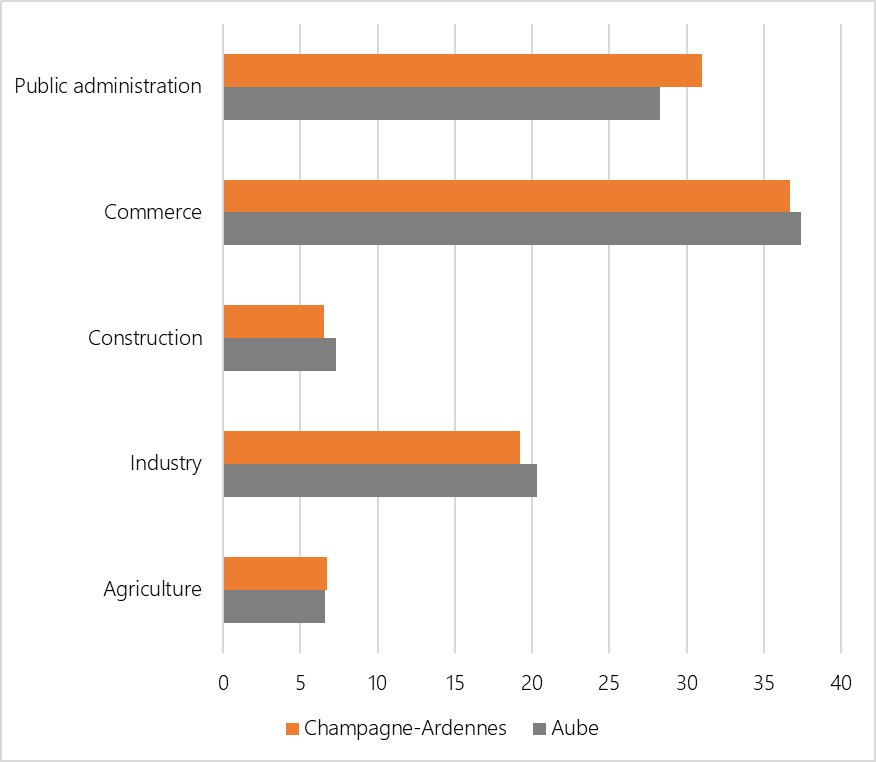 Public administration
Commerce
Construction
Industry
Agriculture
0 5 10 15 20 25 30 35 40
Champagne-Ardennes Aube